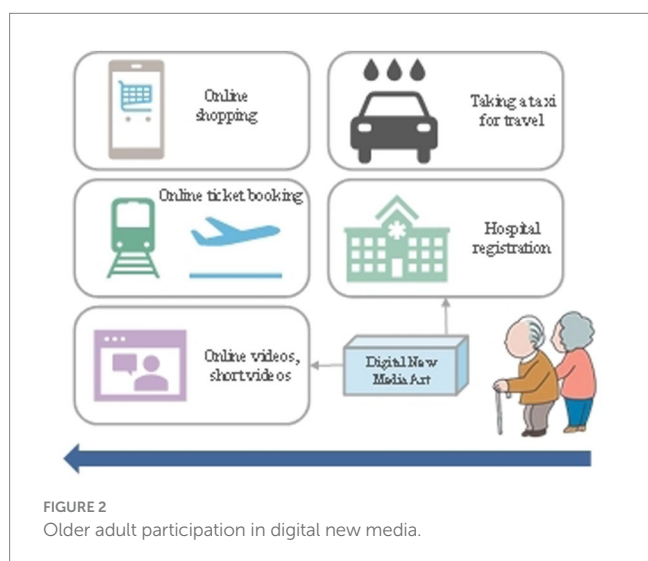 Online
shopping
Taking a taxi
for travel
Online ticket booking
Hospital
registration
Online videos,
short videos
Digital New
Media Art
FIGURE 2
Older adult participation in digital new media.